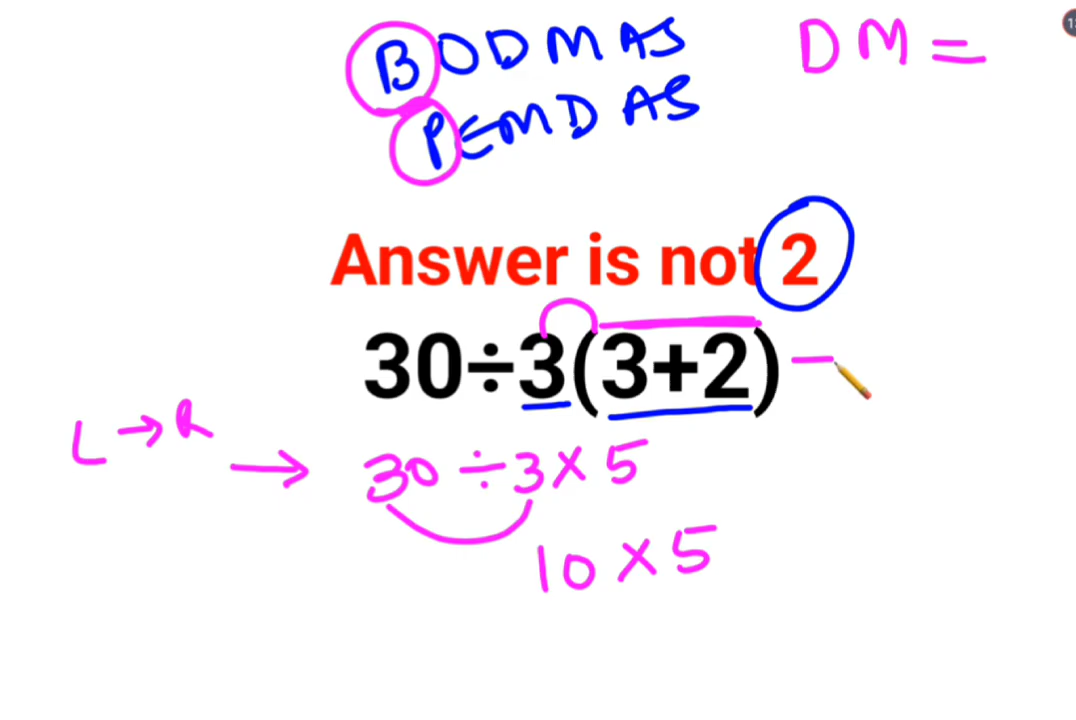 BODMAS
DM=
PEMDAS
Answer is not 2
30÷3(3+2)
L → R
→ 30 ÷ 3 × 5
10 × 5